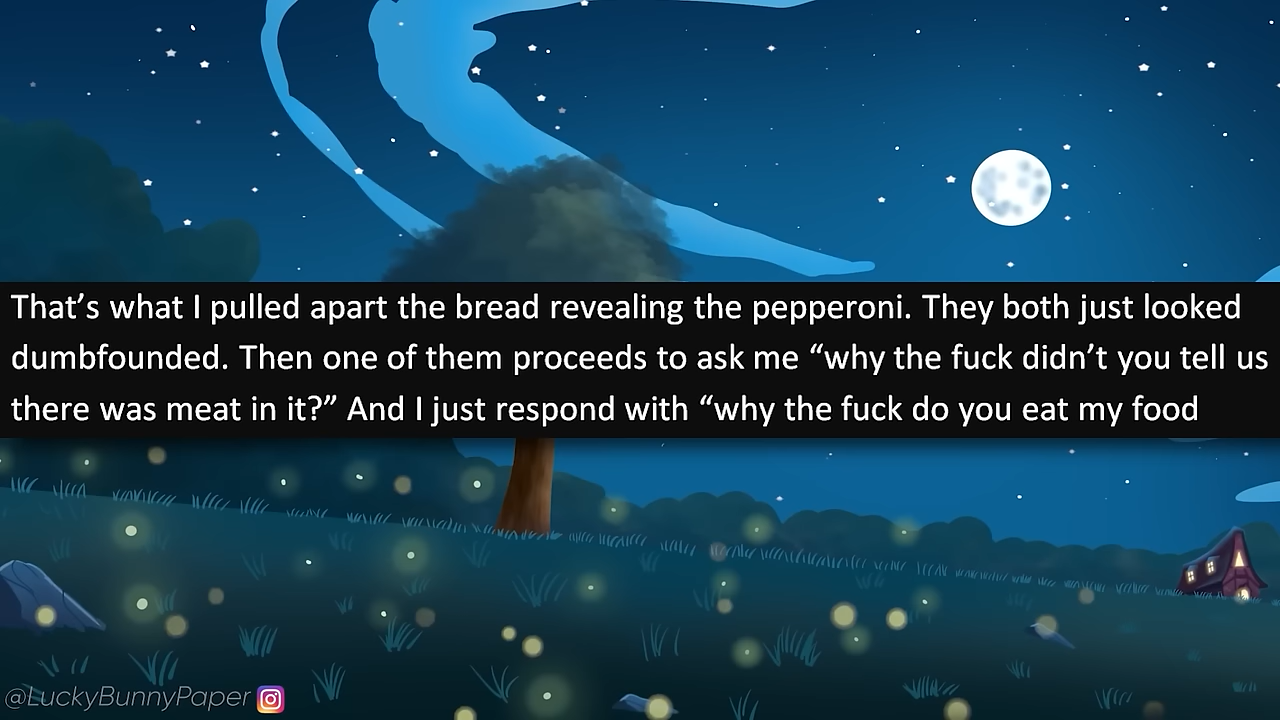 That’s what I pulled apart the bread revealing the pepperoni. They both just looked
dumbfounded. Then one of them proceeds to ask me “why the fuck didn’t you tell us
there was meat in it?” And I just respond with “why the fuck do you eat my food
@LuckyBunnyPaper